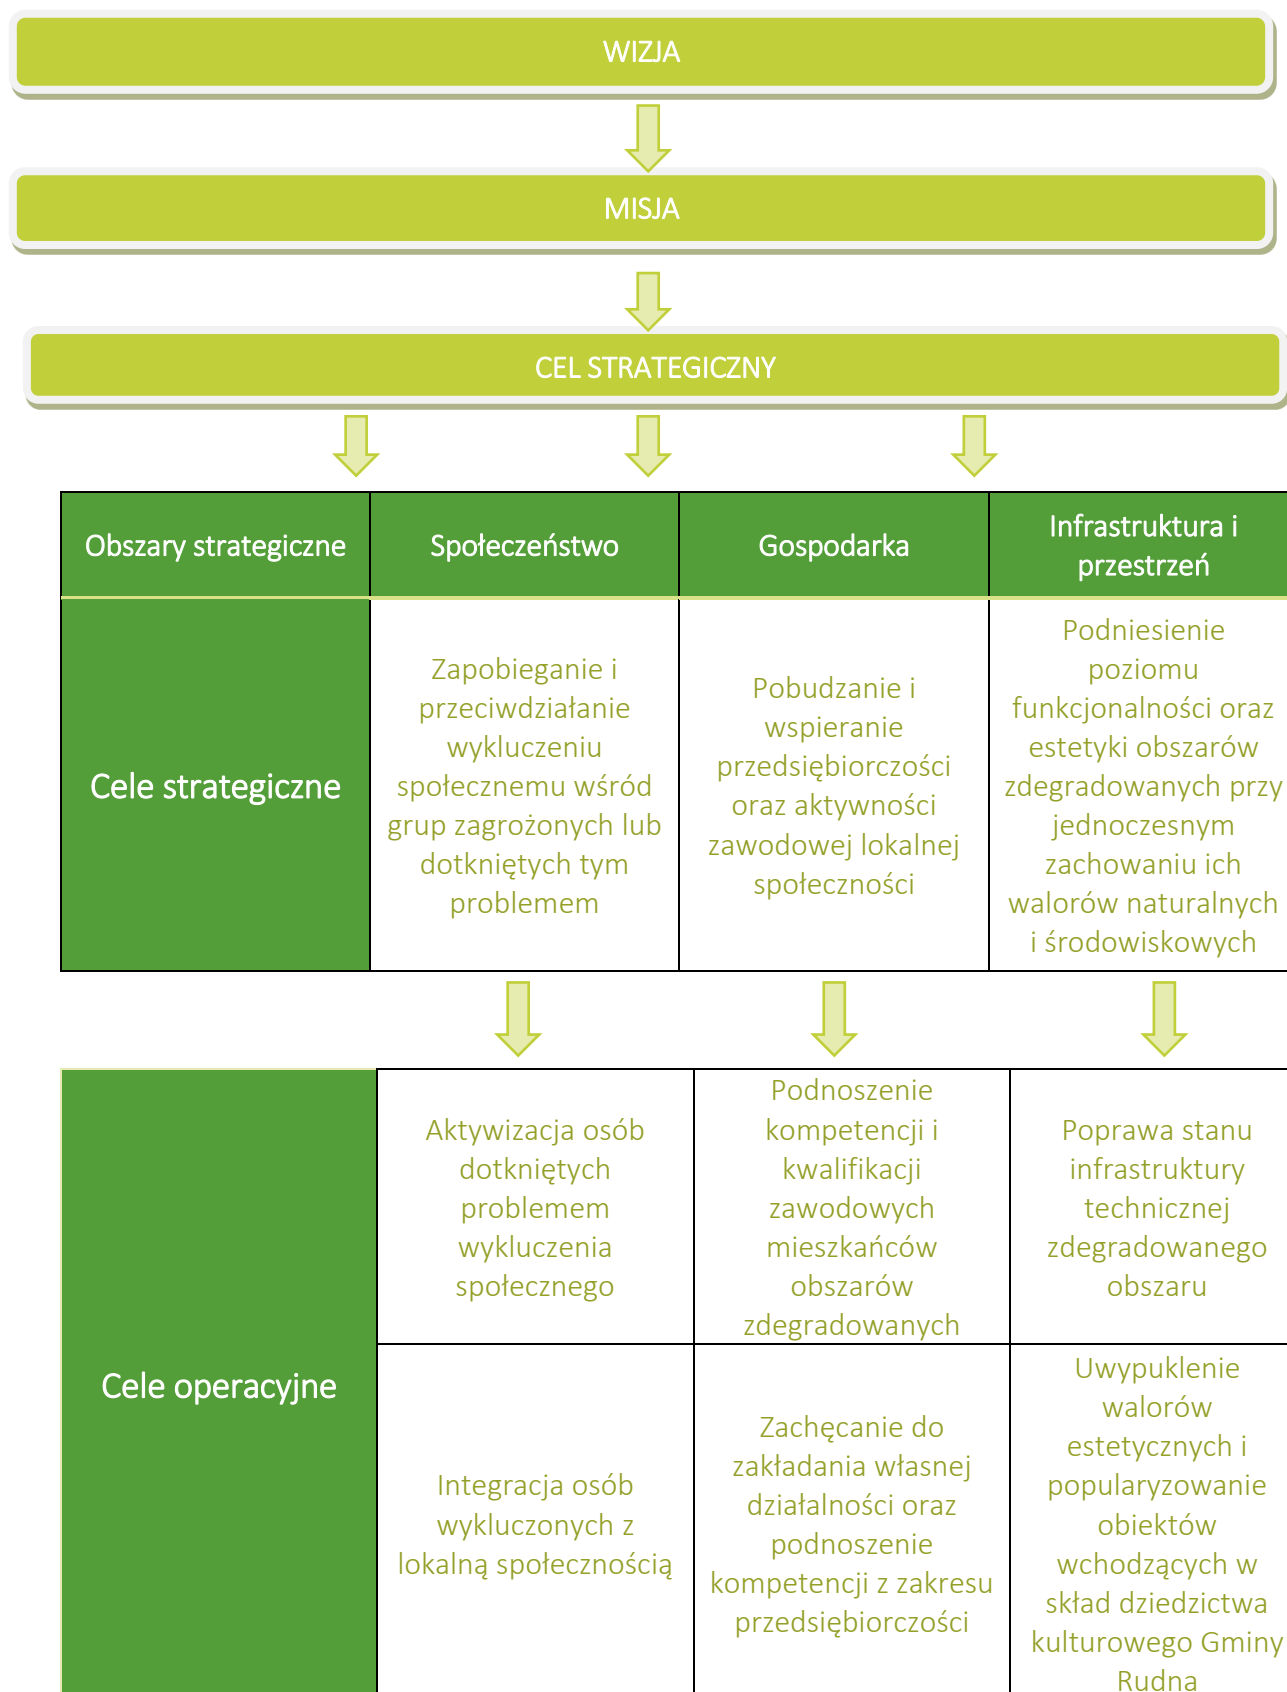 WIZJA
MISJA
CEL STRATEGICZNY
Obszary strategiczne
Społeczeństwo
Gospodarka
Infrastruktura i
przestrzeń
Cele strategiczne
Zapobieganie i
przeciwdziałanie
wykluczeniu
społecznemu wśród
grup zagrożonych lub
dotkniętych tym
problemem
Pobudzanie i
wspieranie
przedsiębiorczości
oraz aktywności
zawodowej lokalnej
społeczności
Podniesienie
poziomu
funkcjonalności oraz
estetyki obszarów
zdegradowanych przy
jednoczesnym
zachowaniu ich
walorów naturalnych
i środowiskowych
Cele operacyjne
Aktywizacja osób
dotkniętych
problemem
wykluczenia
społecznego
Podnoszenie
kompetencji i
kwalifikacji
zawodowych
mieszkańców
obszarów
zdegradowanych
Poprawa stanu
infrastruktury
technicznej
zdegradowanego
obszaru
Integracja osób
wykluczonych z
lokalną społecznością
Zachęcanie do
zakładania własnej
działalności oraz
podnoszenie
kompetencji z zakresu
przedsiębiorczości
Uwypuklenie
walorów
estetycznych i
popularyzowanie
obiektów
wchodzących w
skład dziedzictwa
kulturowego Gminy
Rudna